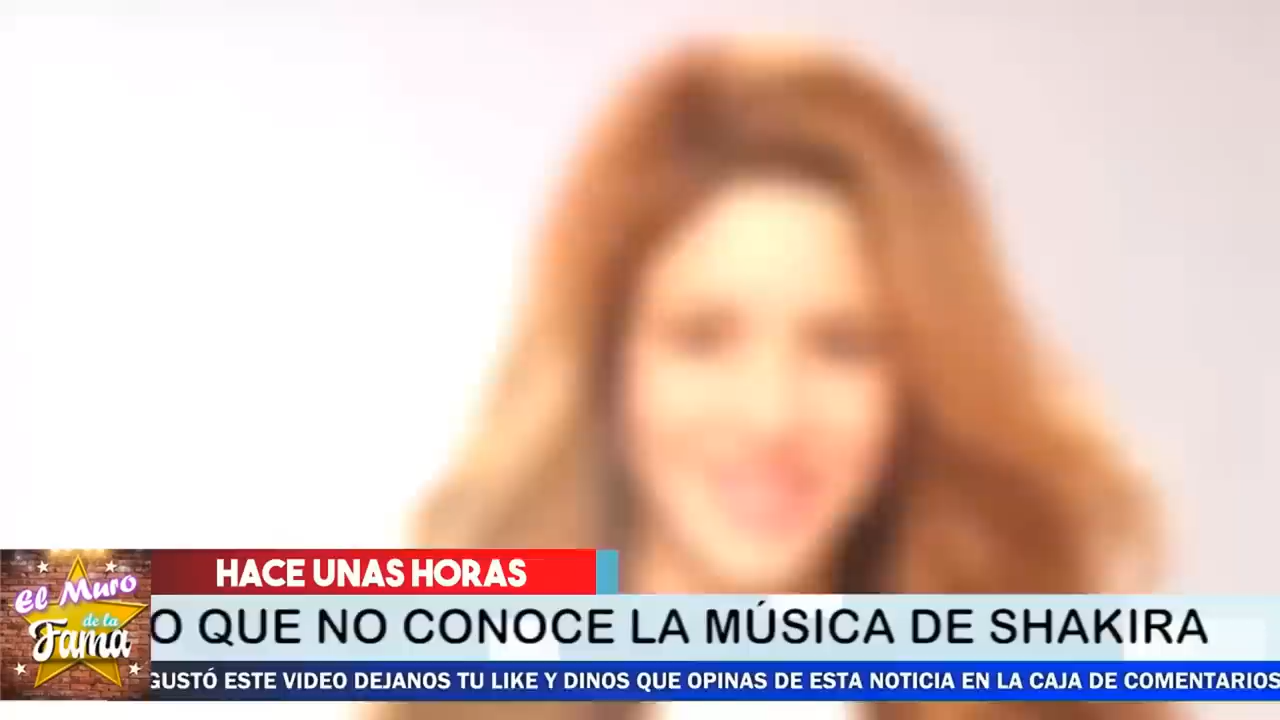 HACE UNAS HORAS
El Muro
de la
Fama
O QUE NO CONOCE LA MÚSICA DE SHAKIRA
GUSTÓ ESTE VIDEO DEJANOS TU LIKE Y DINOS QUE OPINAS DE ESTA NOTICIA EN LA CAJA DE COMENTARIOS